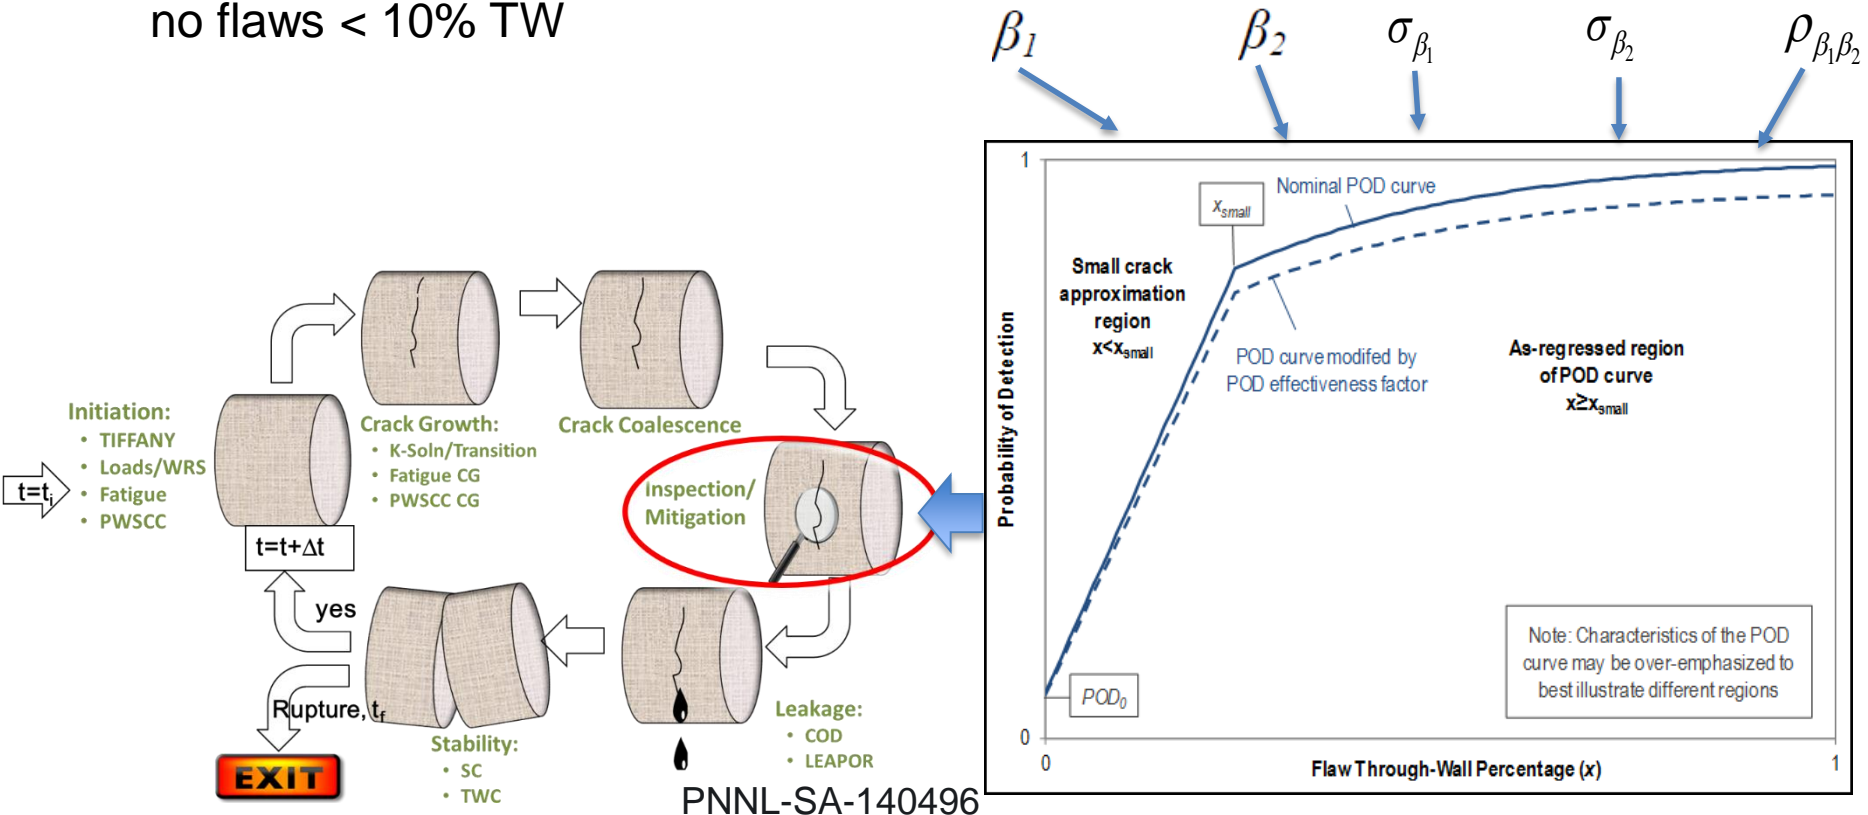 no flaws < 10% TW
β1
β2
σβ1
σβ2
ρβ1β2
Initiation:
• TIFFANY
• Loads/WRS
• Fatigue
• PWSCC
t=ti
t=t+Δt
Crack Growth:
• K-Soln/Transition
• Fatigue CG
• PWSCC CG
Crack Coalescence
Inspection/
Mitigation
Leakage:
• COD
• LEAPOR
Stability:
• SC
• TWC
yes
Rupture, tf
EXIT
PNNL-SA-140496
1
Nominal POD curve
xsmall
Small crack
approximation
region
x<xsmall
POD curve modifed by
POD effectiveness factor
As-regressed region
of POD curve
x≥xsmall
Probability of Detection
Note: Characteristics of the POD
curve may be over-emphasized to
best illustrate different regions
POD0
0
0
Flaw Through-Wall Percentage (x)
1